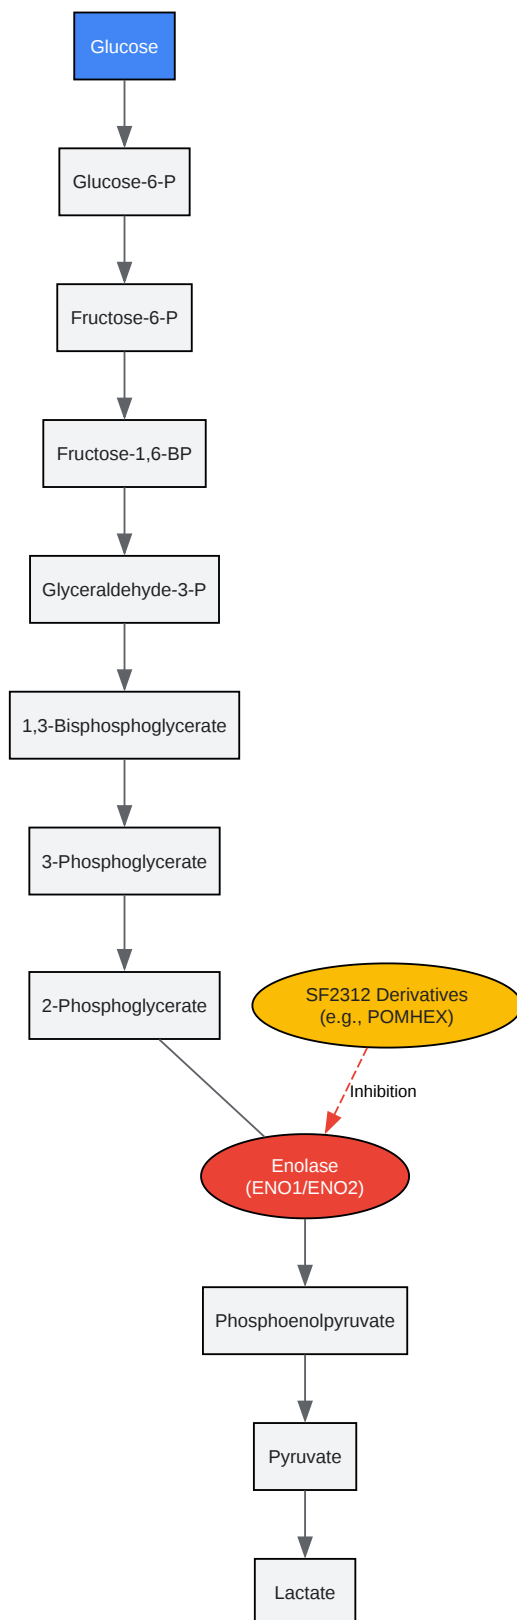 Glucose
Glucose-6-P
Fructose-6-P
Fructose-1,6-BP
Glyceraldehyde-3-P
1,3-Bisphosphoglycerate
3-Phosphoglycerate
2-Phosphoglycerate
SF2312 Derivatives
(e.g., POMHEX)
Inhibition
Enolase
(ENO1/ENO2)
Phosphoenolpyruvate
Pyruvate
Lactate